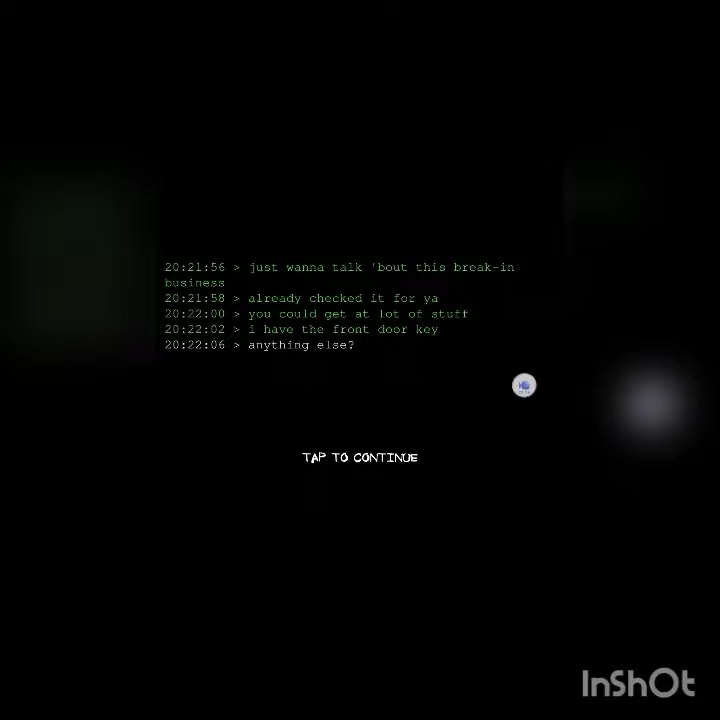 20:21:56 > just wanna talk 'bout this break-in
business
20:21:58 > already checked it for ya
20:22:00 > you could get at lot of stuff
20:22:02 > i have the front door key
20:22:06 > anything else?
TAP TO CONTINUE
InShOt